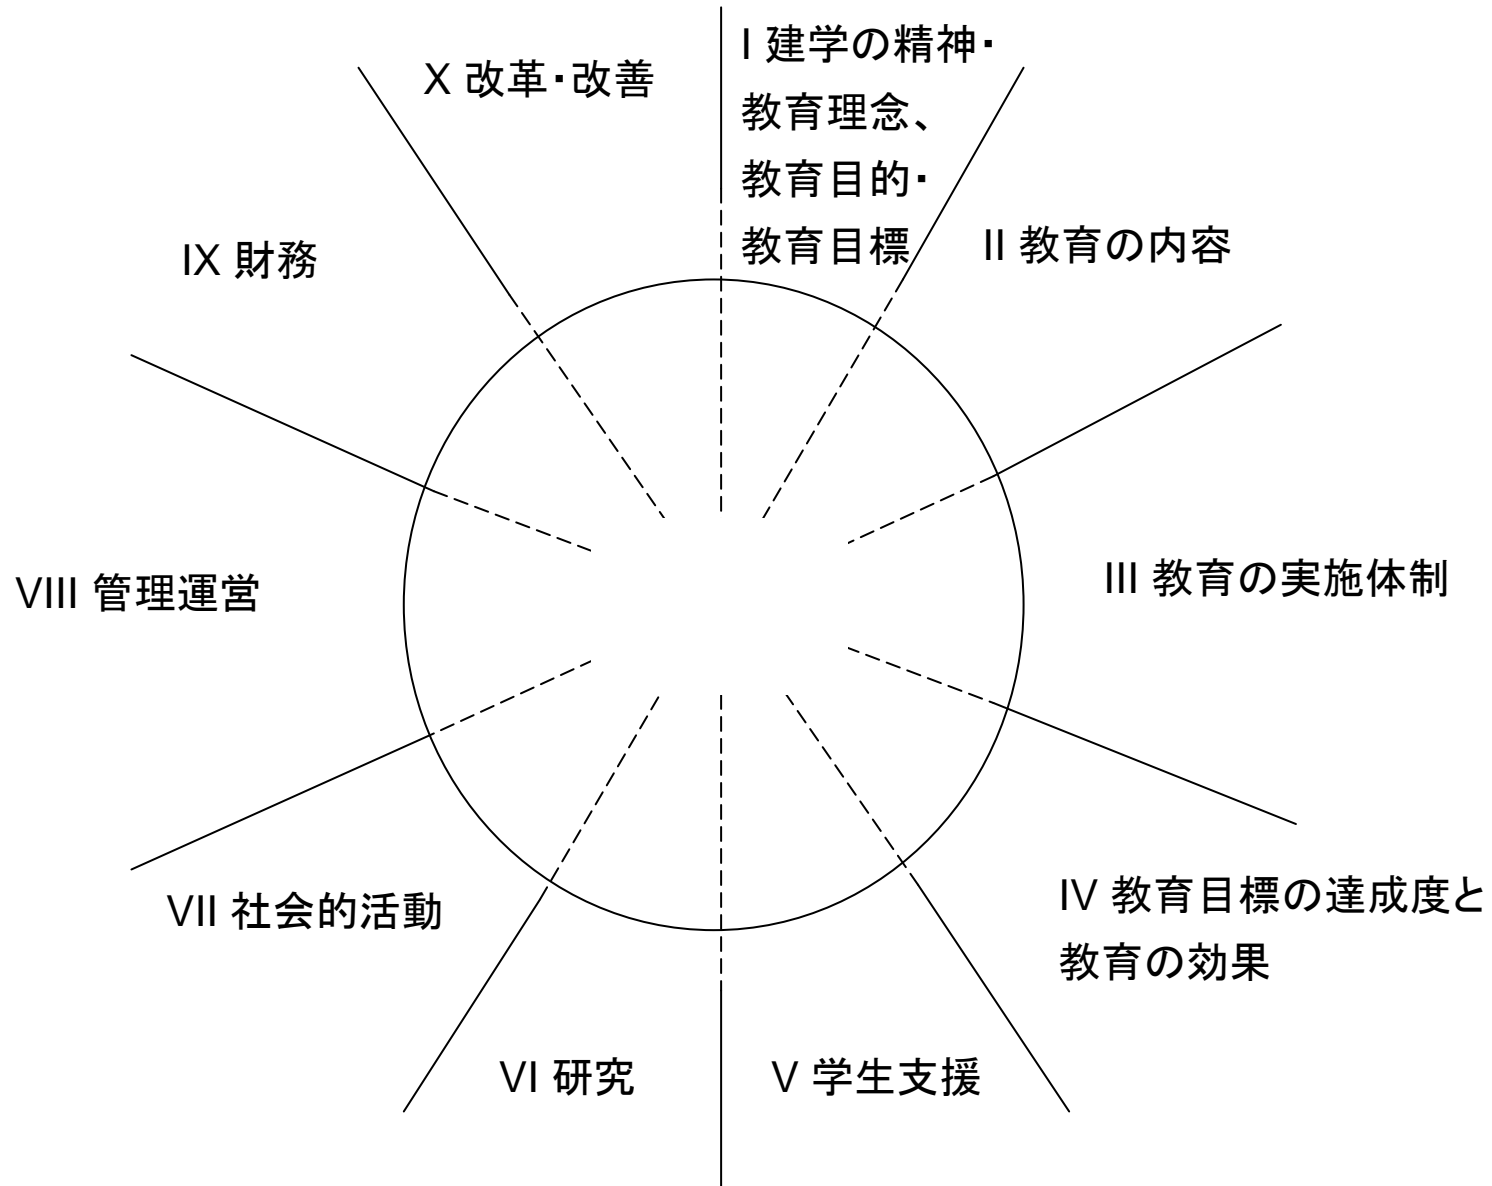 I 建学の精神・
教育理念、
教育目的・
教育目標
II 教育の内容
III 教育の実施体制
IV 教育目標の達成度と
教育の効果
V 学生支援
VI 研究
VII 社会的活動
VIII 管理運営
IX 財務
X 改革・改善